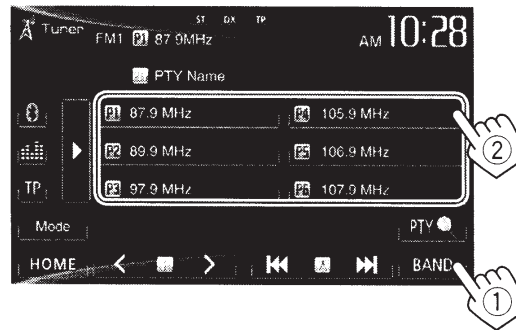 Tuner
ST DX TP
FM1 P1 87.9MHz
AM 10:28
PTY Name
P1 87.9 MHz
P4 105.9 MHz
P2 89.9 MHz
P5 106.9 MHz
P3 97.9 MHz
P6 107.9 MHz
TP
Mode
PTY
HOME
BAND
2
1